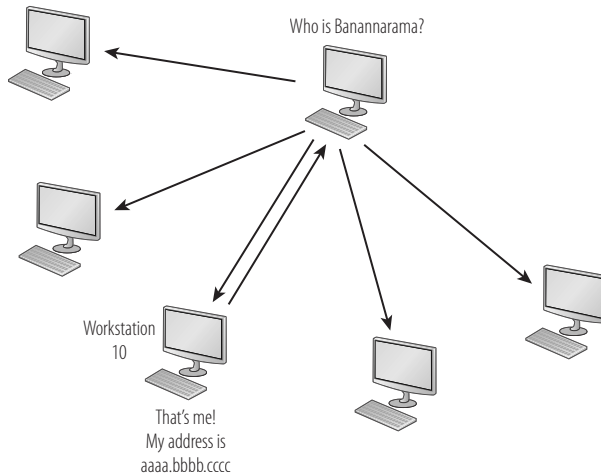 Who is Banannarama?
Workstation
10
That's me!
My address is
aaaa.bbbb.cccc